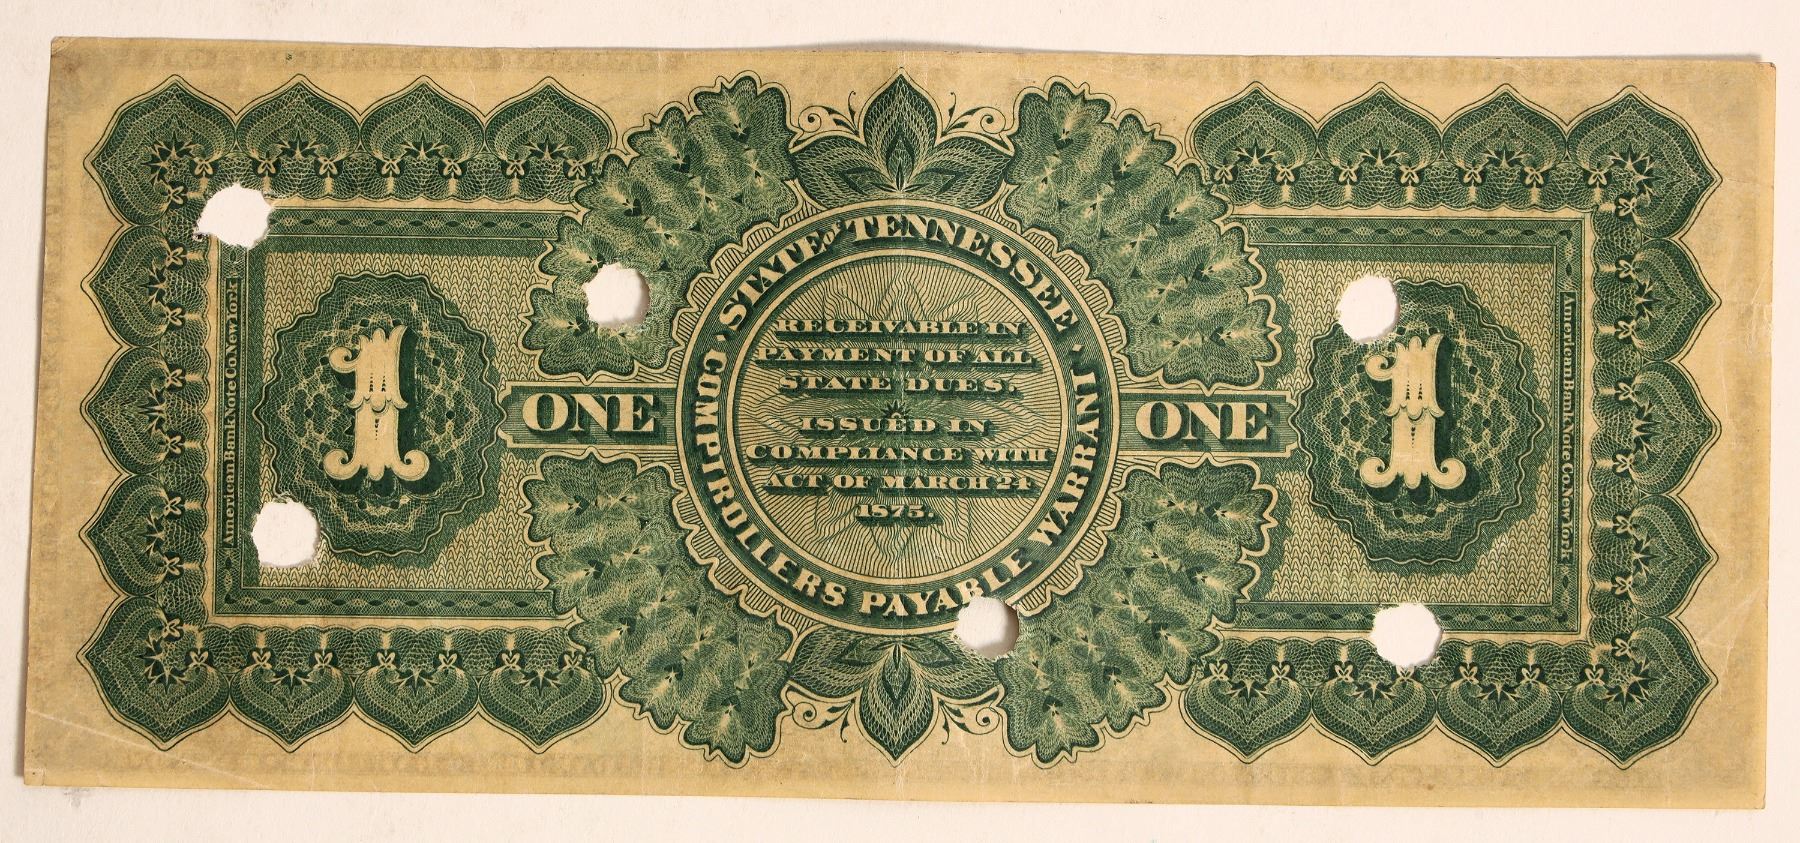 STATE of TENNESSEE
COMPTROLLERS PAYABLE WARRANT
RECEIVABLE IN
PAYMENT OF ALL
STATE DUES.
ISSUED IN
COMPLIANCE WITH
ACT OF MARCH 24
1875.
1
ONE
ONE
1
American Bank Note Co. New York
American Bank Note Co. New York